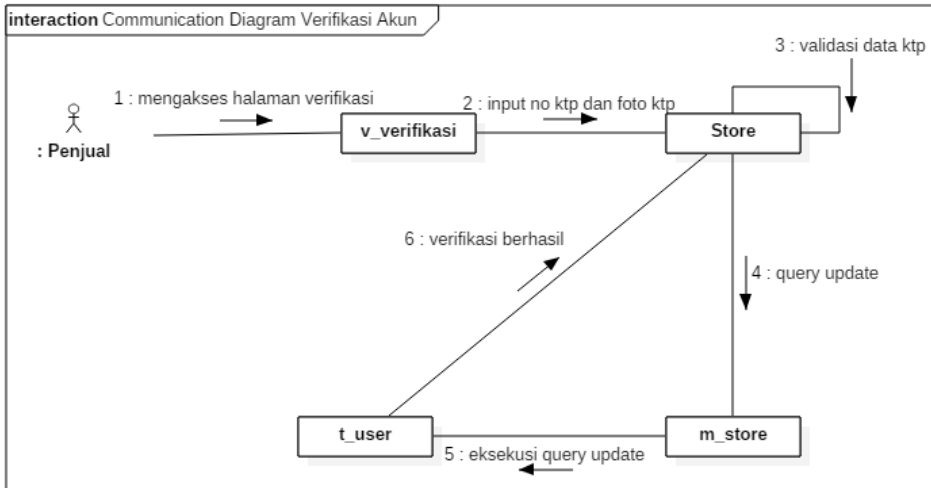 interaction Communication Diagram Verifikasi Akun
3 : validasi data ktp
1 : mengakses halaman verifikasi
2 : input no ktp dan foto ktp
v_verifikasi
Store
: Penjual
6 : verifikasi berhasil
4 : query update
t_user
m_store
5 : eksekusi query update